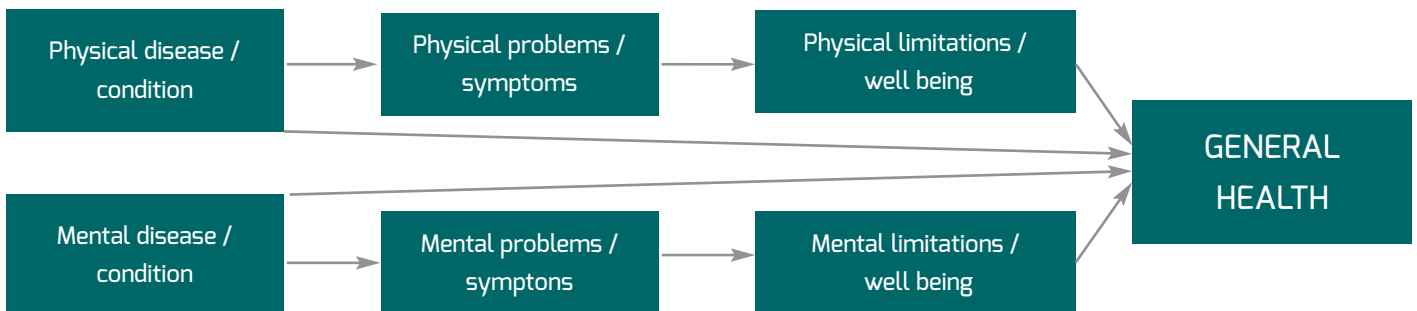 Physical disease /
condition
Physical problems /
symptoms
Physical limitations /
well being
GENERAL
HEALTH
Mental disease /
condition
Mental problems /
symptons
Mental limitations /
well being